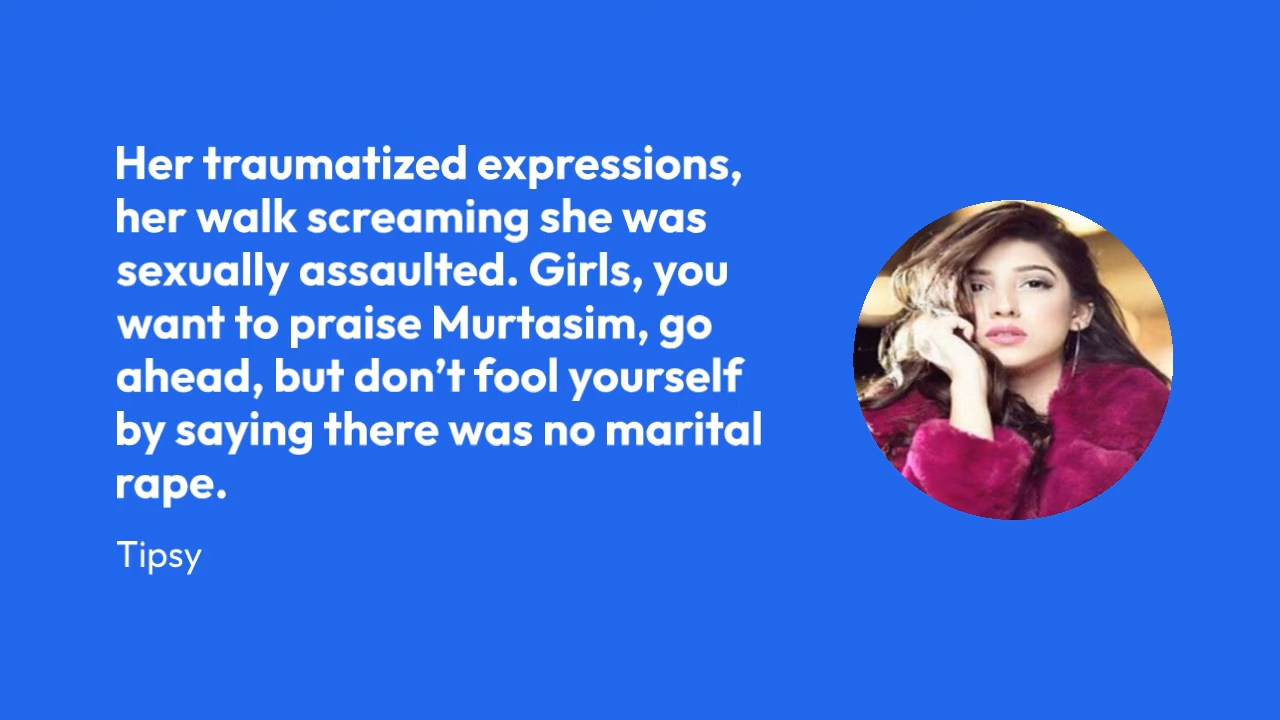 Her traumatized expressions,
her walk screaming she was
sexually assaulted. Girls, you
want to praise Murtasim, go
ahead, but don’t fool yourself
by saying there was no marital
rape.
Tipsy